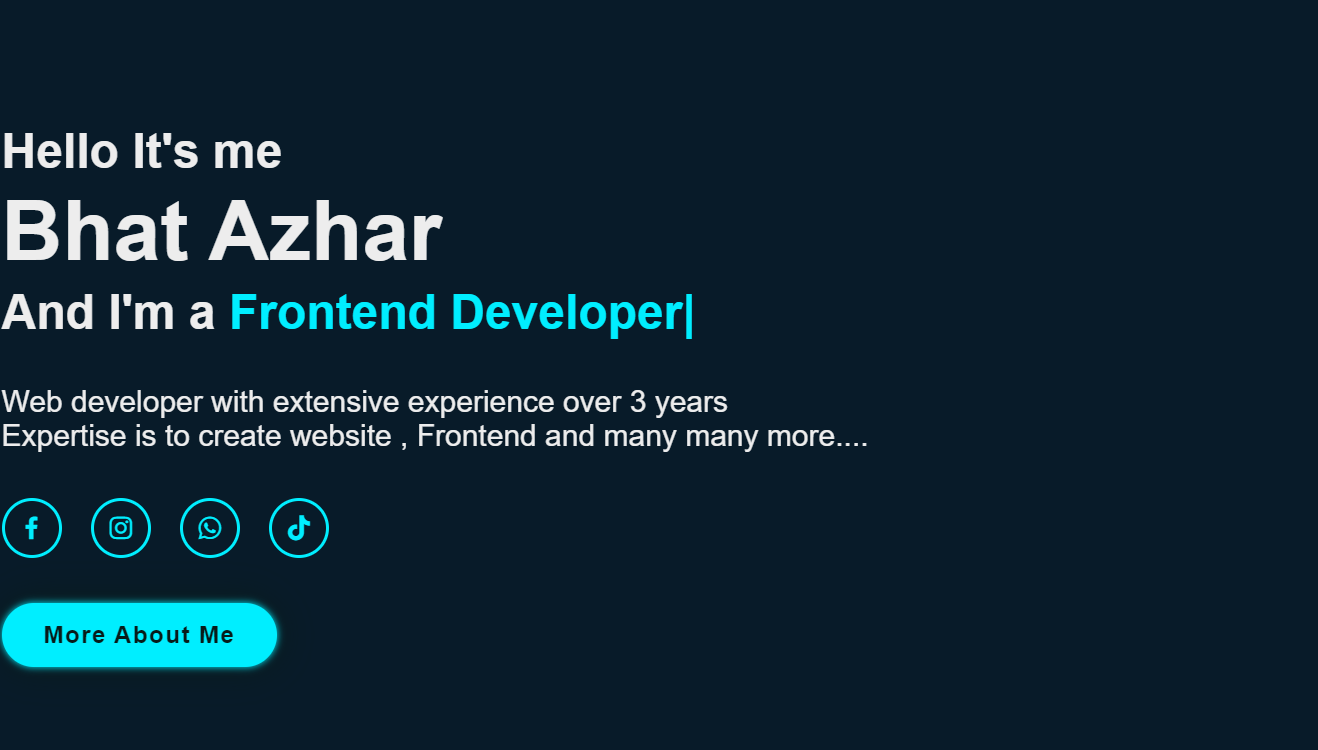 Hello It's me
Bhat Azhar
And I'm a Frontend Developer|
Web developer with extensive experience over 3 years
Expertise is to create website , Frontend and many many more....
More About Me